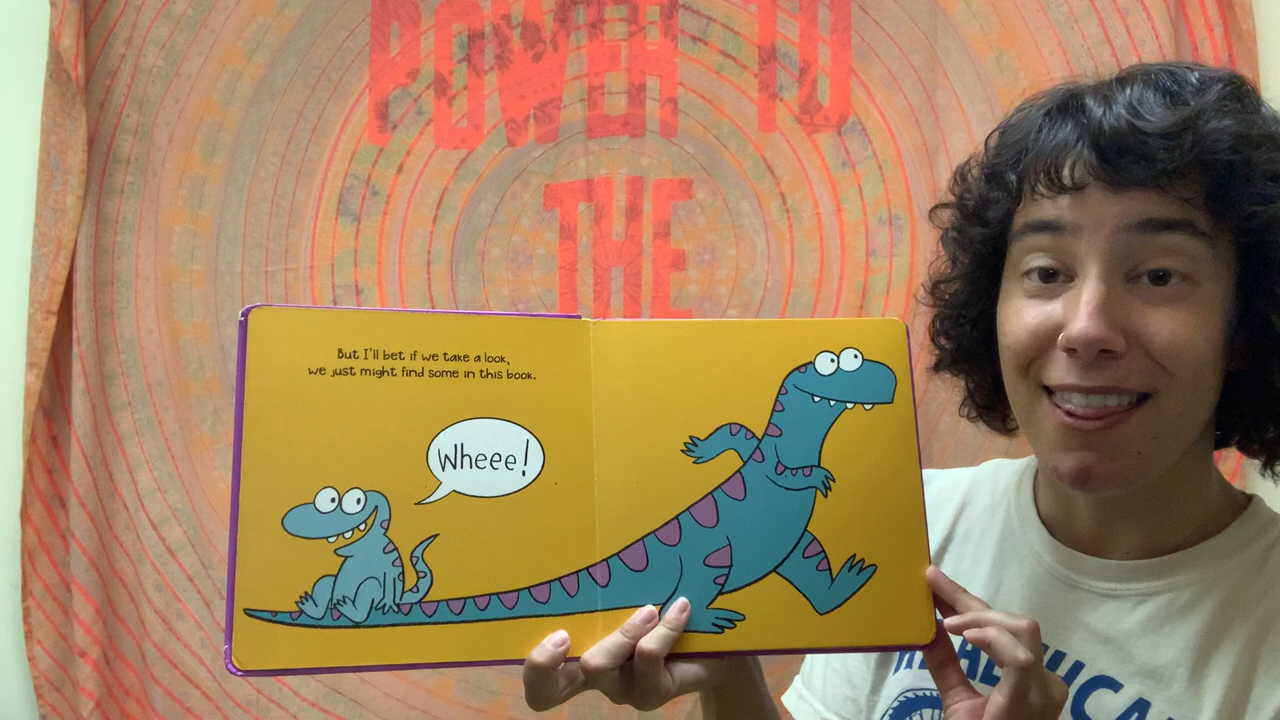 POWER TO
THE
But I'll bet if we take a look,
we just might find some in this book.
Wheee!